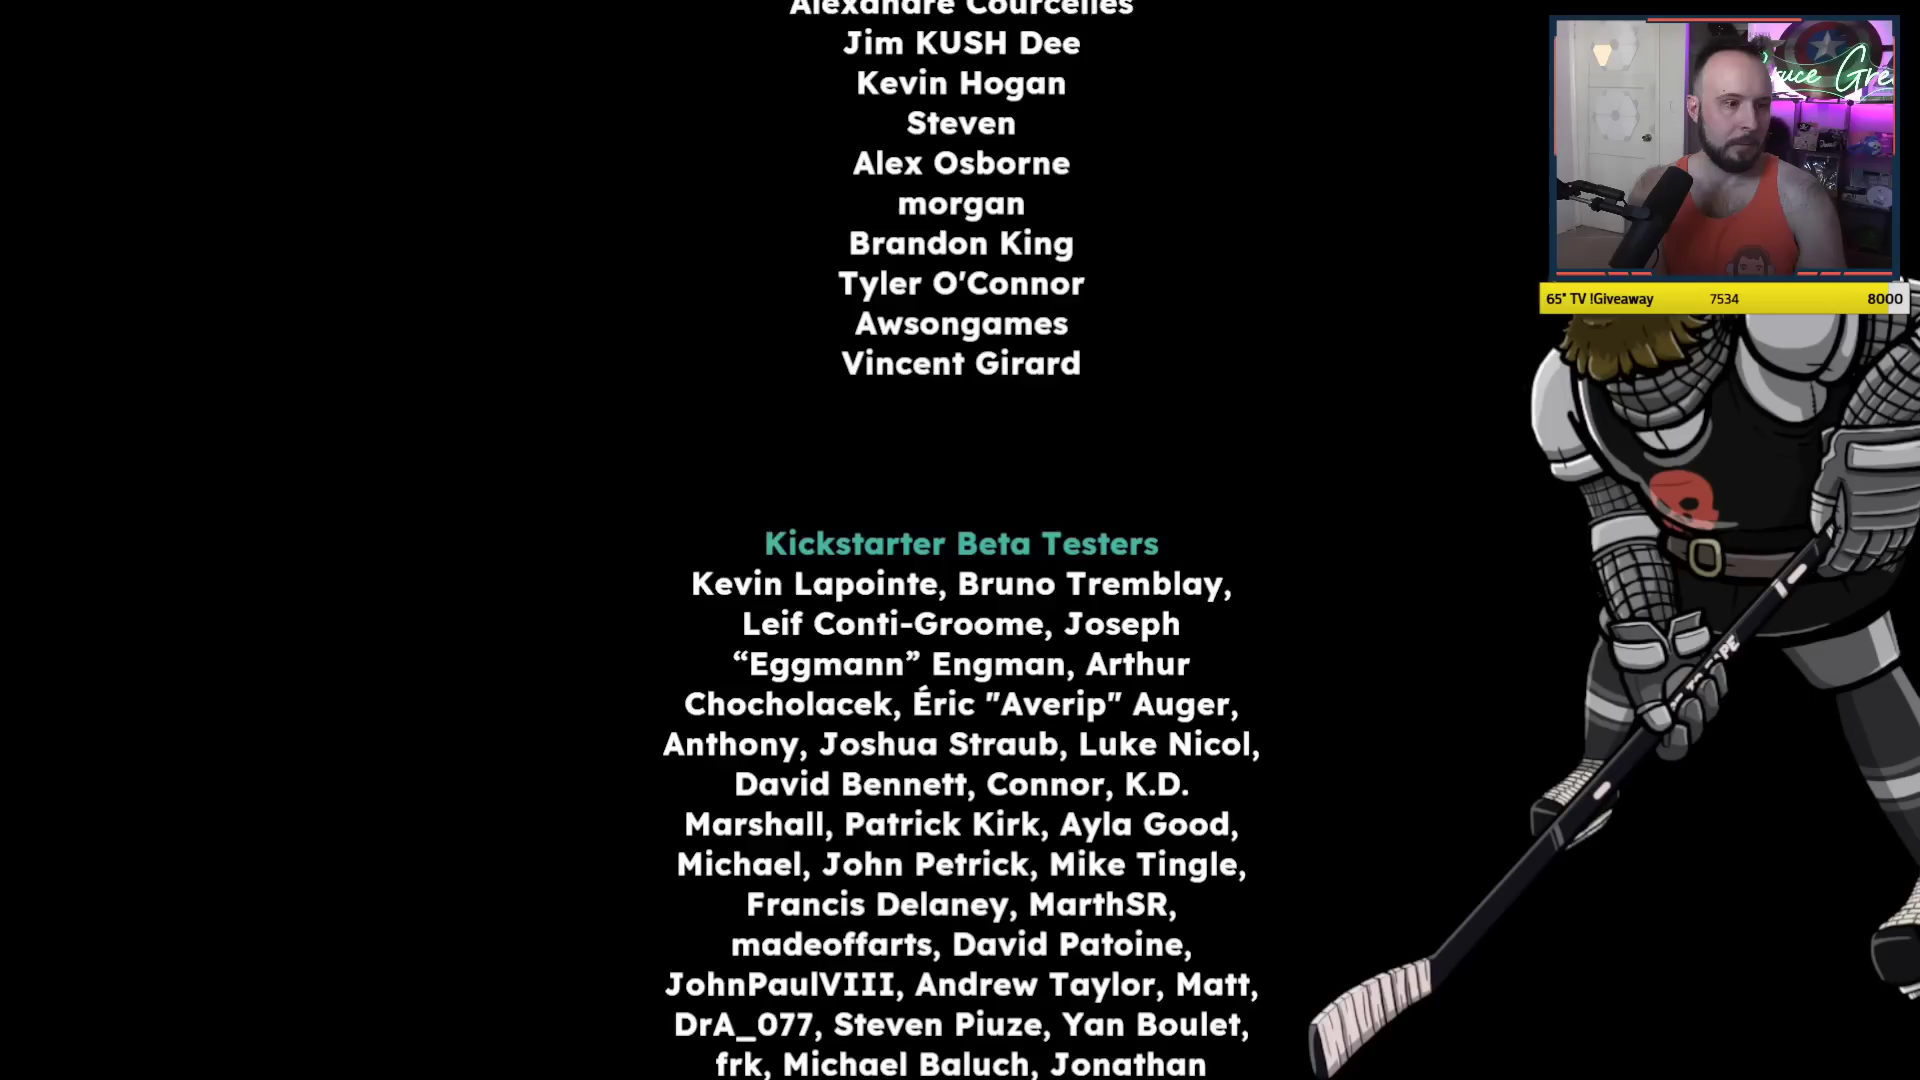 Alexandre Courcelles
Jim KUSH Dee
Kevin Hogan
Steven
Alex Osborne
morgan
Brandon King
Tyler O'Connor
Awsongames
Vincent Girard
Kickstarter Beta Testers
Kevin Lapointe, Bruno Tremblay,
Leif Conti-Groome, Joseph
“Eggmann” Engman, Arthur
Chocholacek, Éric "Averip" Auger,
Anthony, Joshua Straub, Luke Nicol,
David Bennett, Connor, K.D.
Marshall, Patrick Kirk, Ayla Good,
Michael, John Petrick, Mike Tingle,
Francis Delaney, MarthSR,
madeoffarts, David Patoine,
JohnPaulVIII, Andrew Taylor, Matt,
DrA_077, Steven Piuze, Yan Boulet,
frk, Michael Baluch, Jonathan
ruce Gre
65" TV !Giveaway 7534 8000